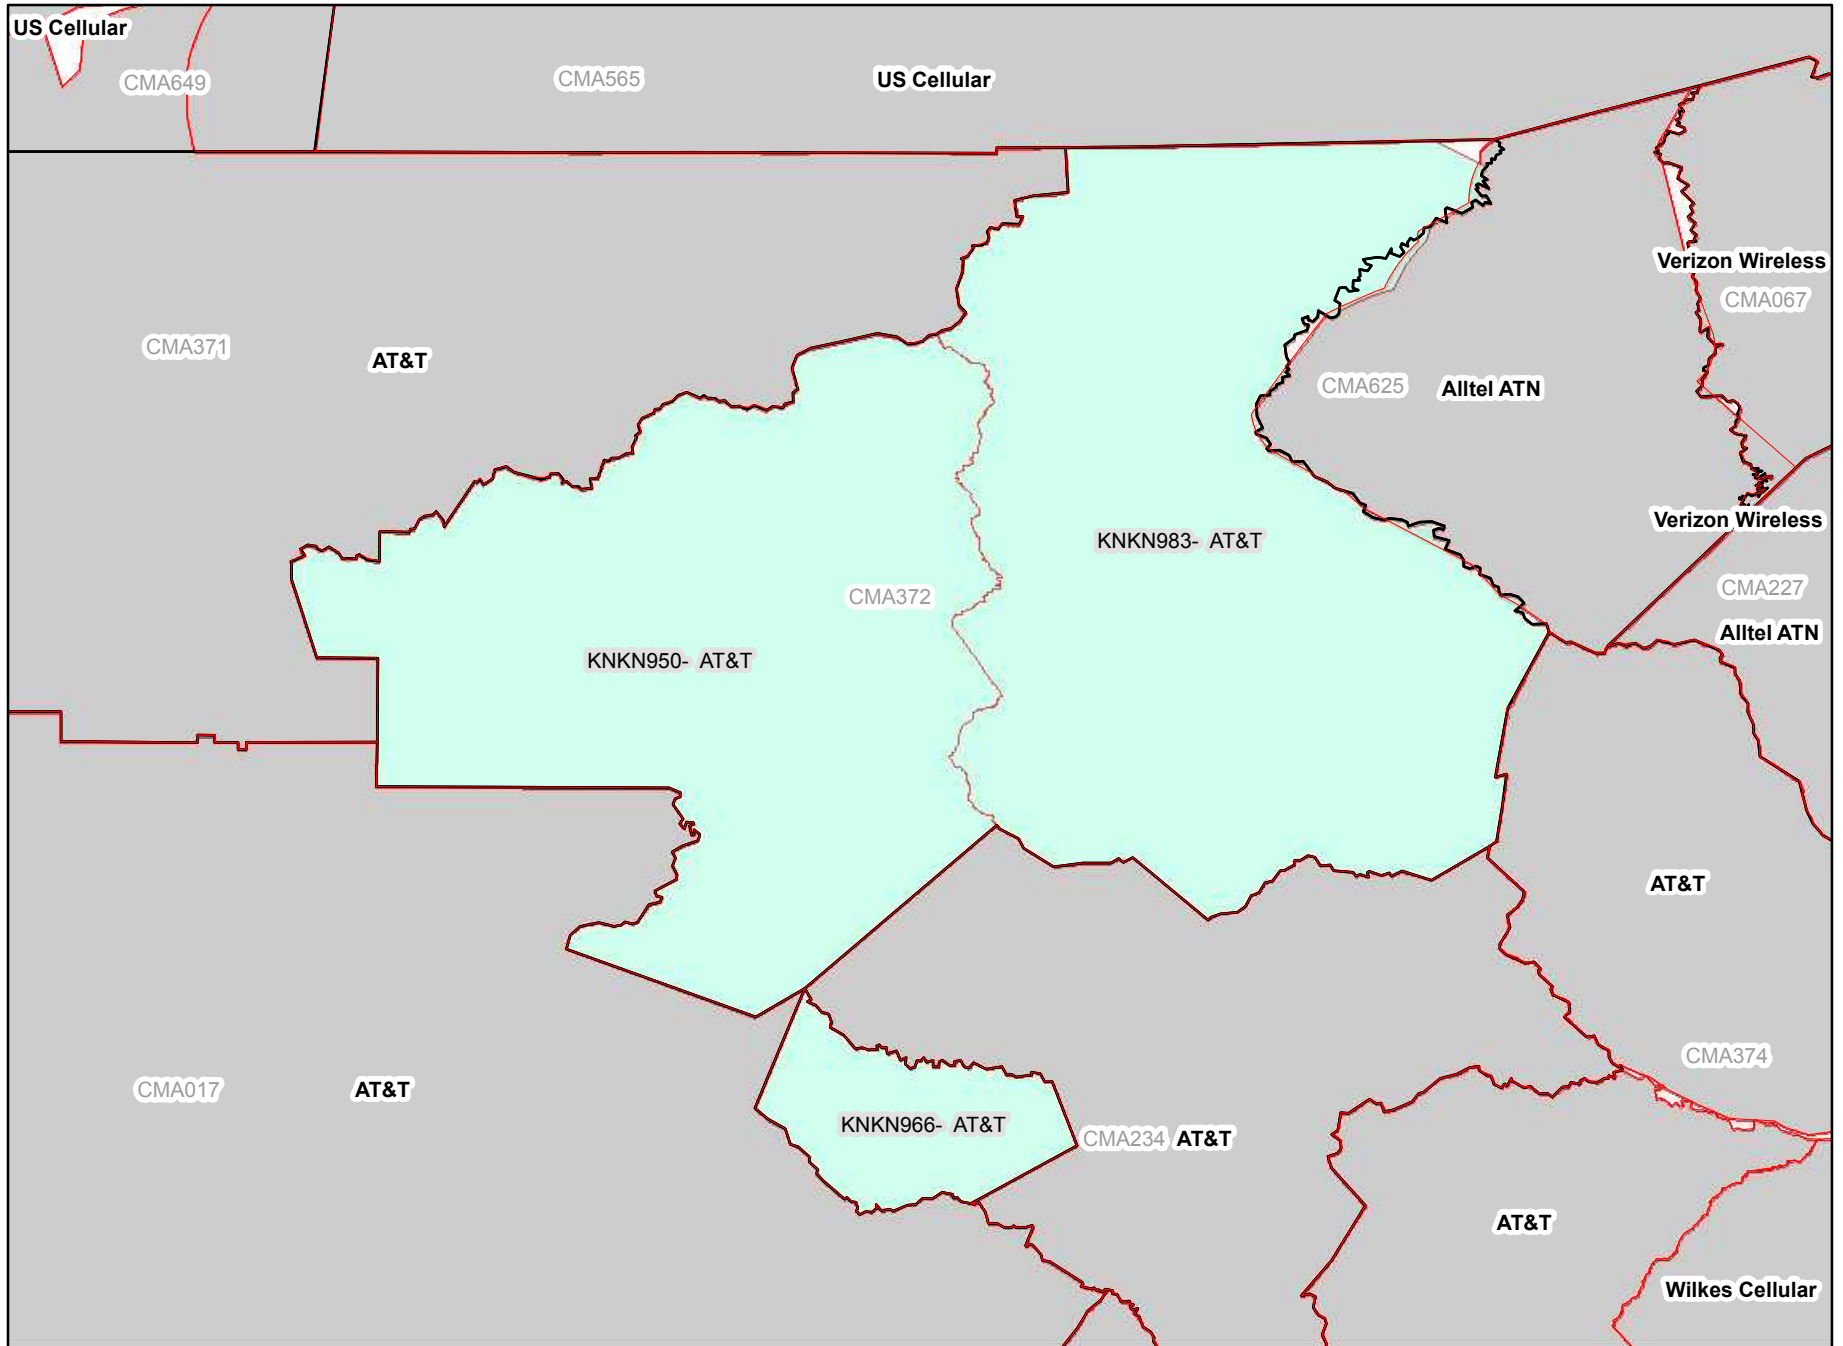 US Cellular
CMA649
CMA565
US Cellular
Verizon Wireless
CMA067
CMA371
AT&T
CMA625
Alltel ATN
Verizon Wireless
KNKN983- AT&T
CMA372
CMA227
Alltel ATN
KNKN950- AT&T
AT&T
CMA374
CMA017
AT&T
KNKN966- AT&T
CMA234 AT&T
AT&T
Wilkes Cellular